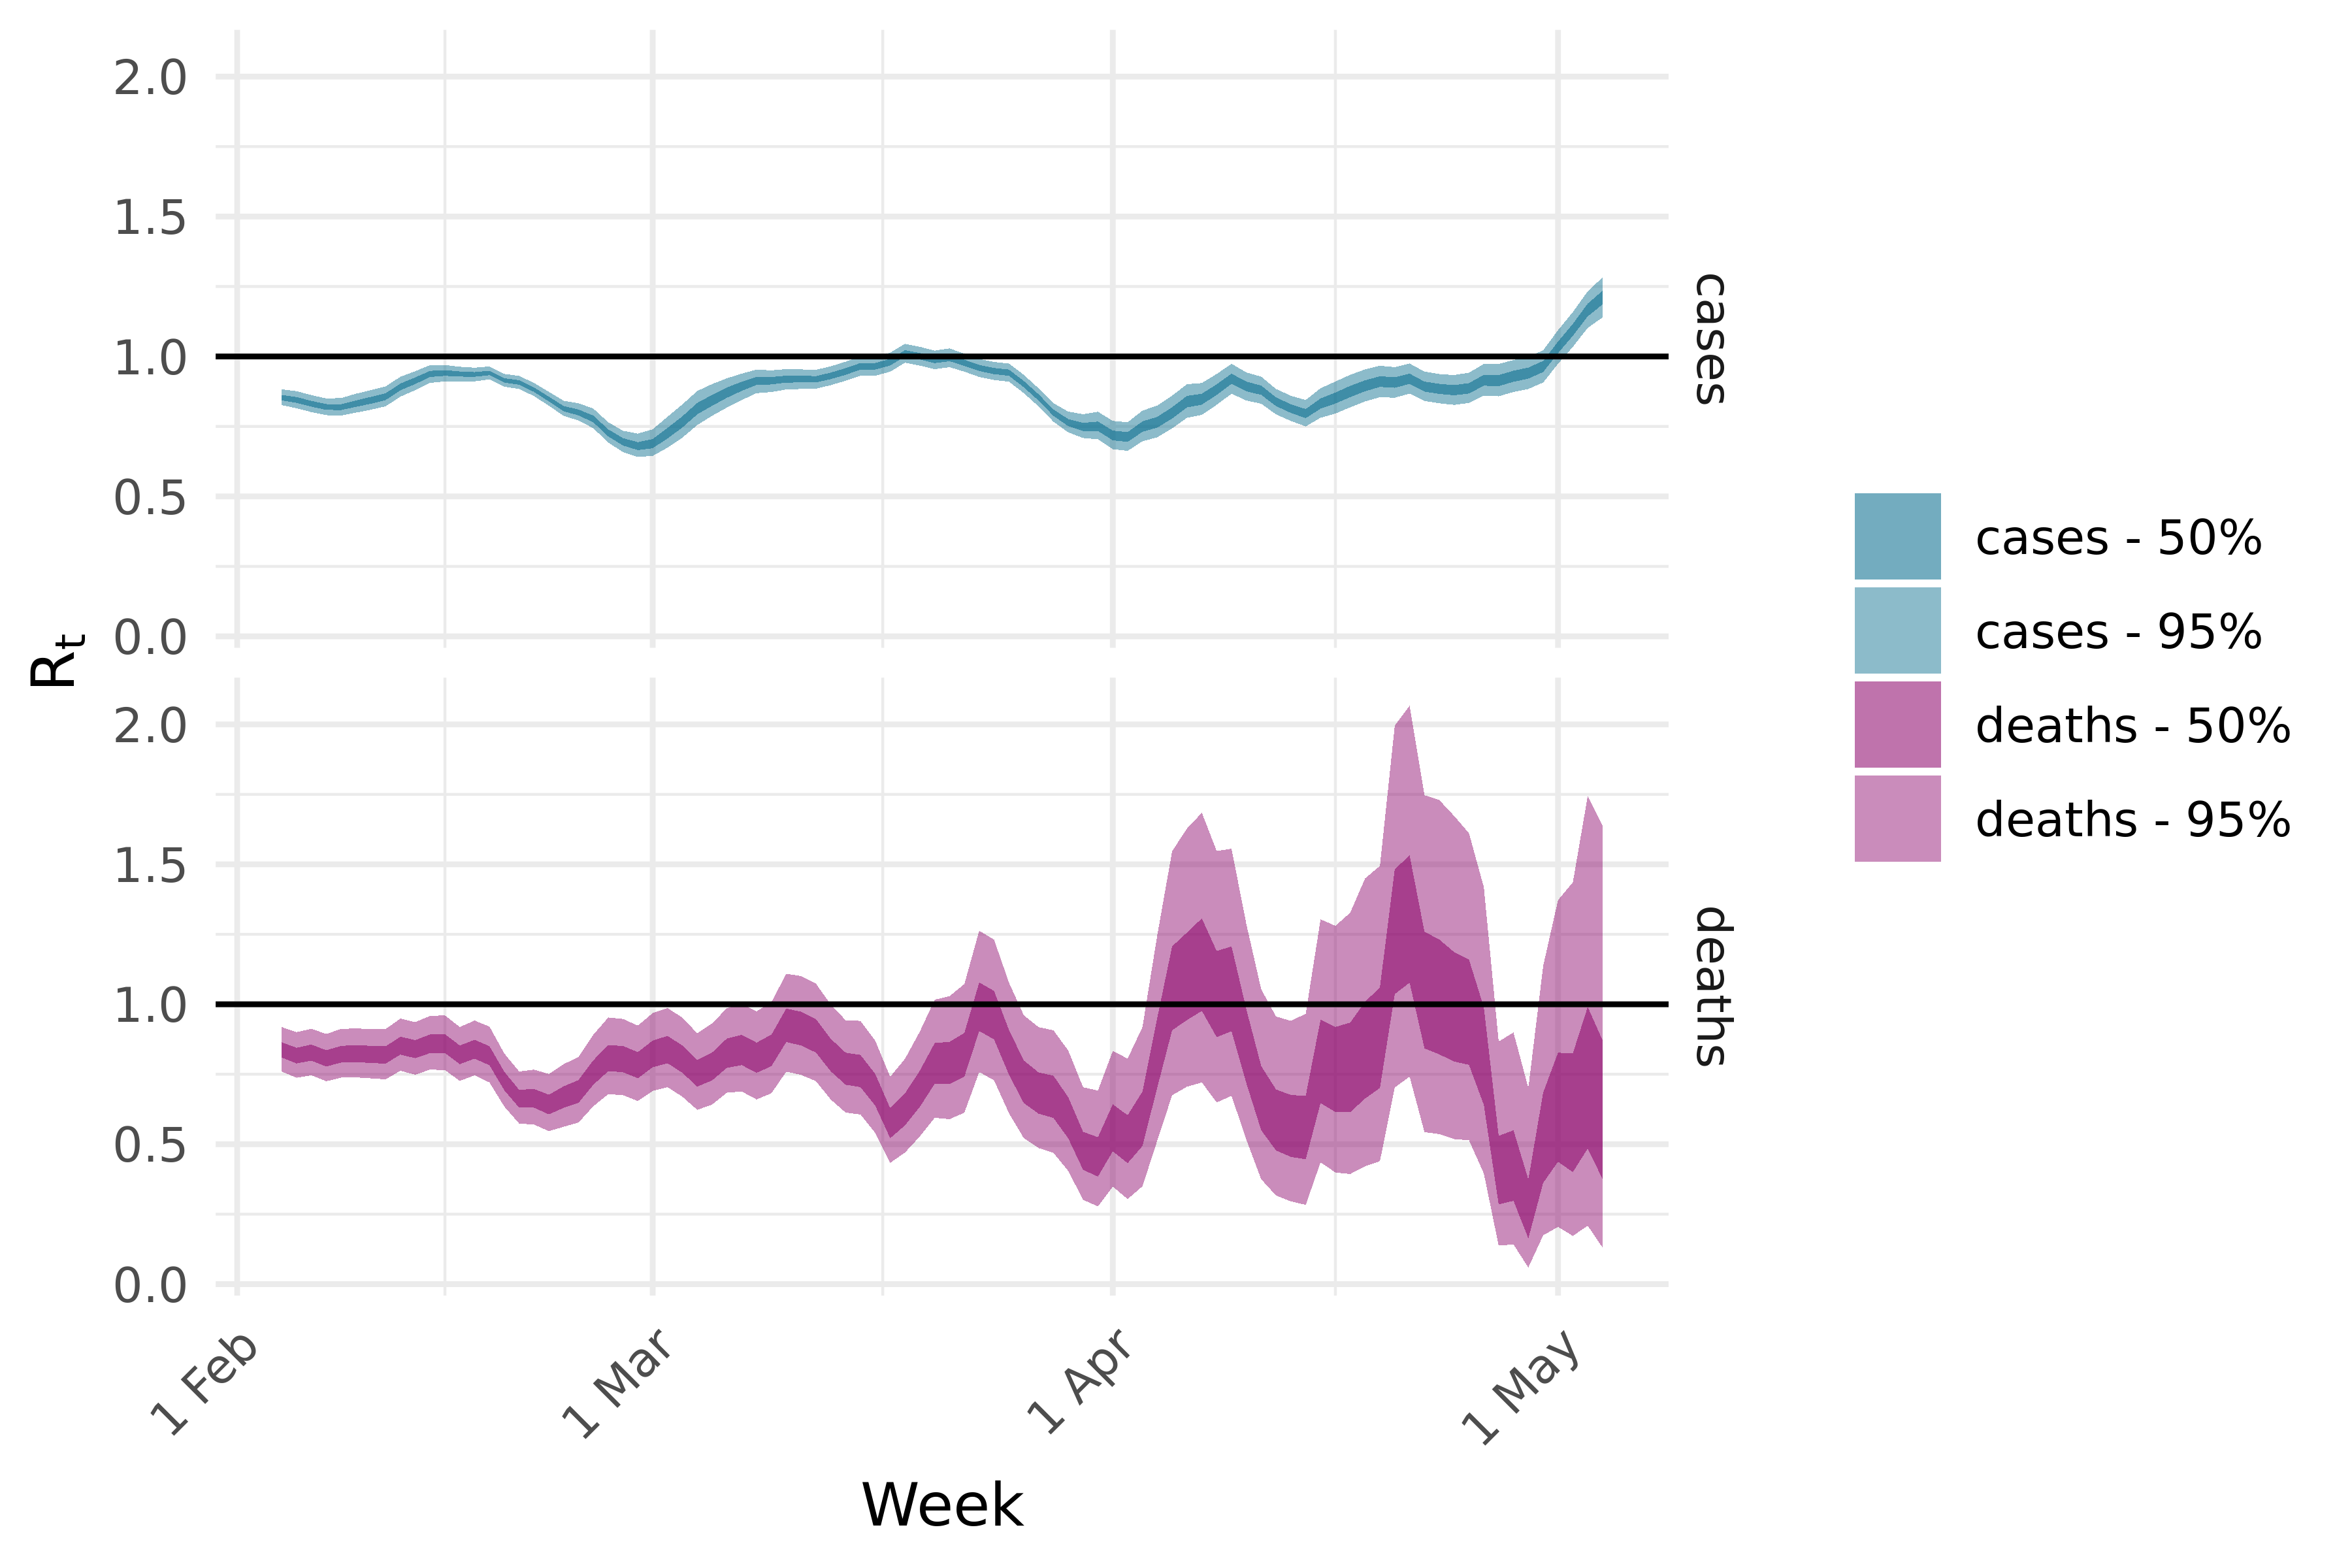 2.0
1.5
1.0
0.5
0.0
cases
2.0
1.5
1.0
0.5
0.0
deaths
Rt
1 Feb
1 Mar
1 Apr
1 May
Week
cases - 50%
cases - 95%
deaths - 50%
deaths - 95%